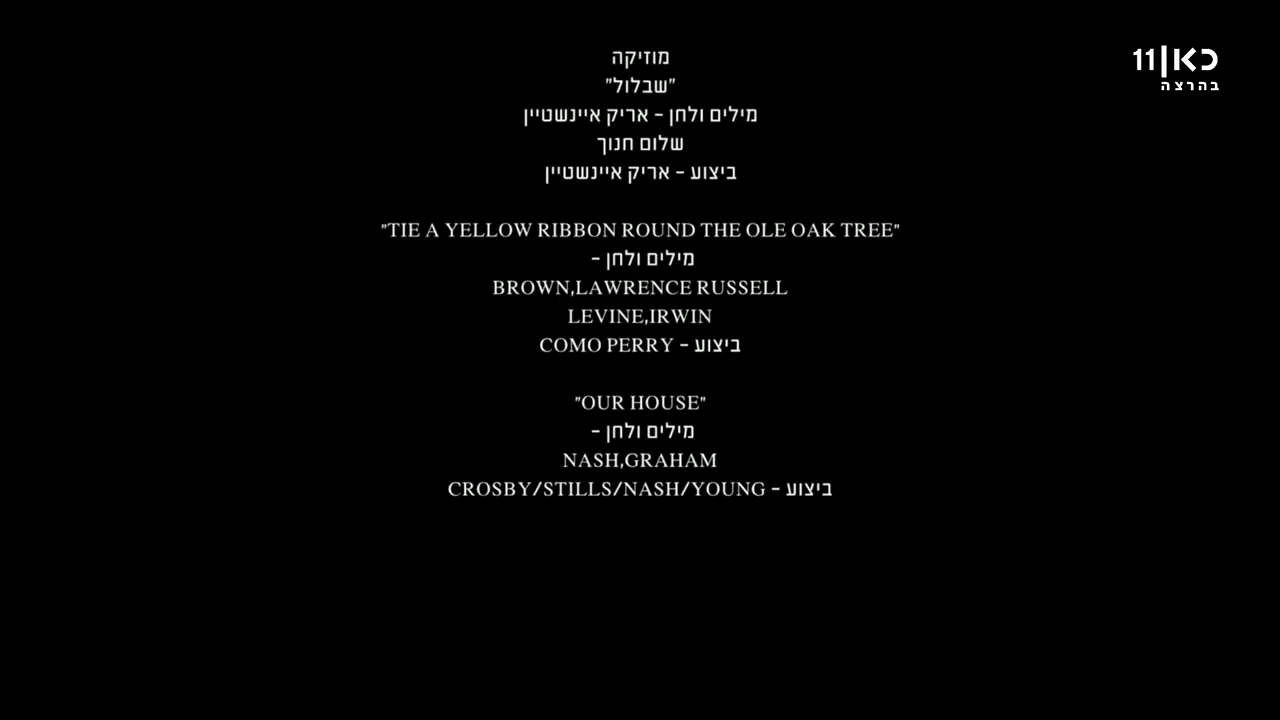 כאן 11
בהרצה
מוזיקה
"שבלול"
מילים ולחן - אריק איינשטיין
שלום חנוך
ביצוע - אריק איינשטיין
"TIE A YELLOW RIBBON ROUND THE OLE OAK TREE"
מילים ולחן -
BROWN,LAWRENCE RUSSELL
LEVINE,IRWIN
COMO PERRY - ביצוע
"OUR HOUSE"
מילים ולחן -
NASH,GRAHAM
CROSBY/STILLS/NASH/YOUNG - ביצוע